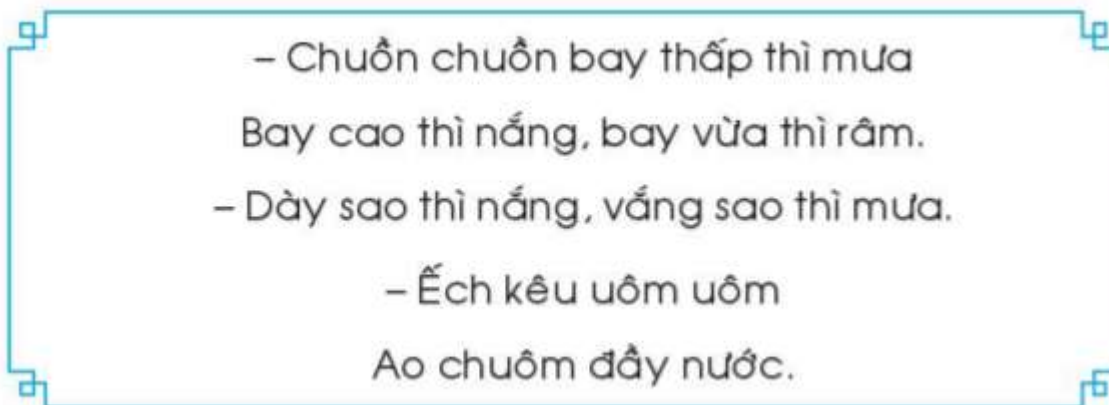 – Chuồn chuồn bay thấp thì mưa
Bay cao thì nắng, bay vừa thì râm.
– Dày sao thì nắng, vắng sao thì mưa.
– Ếch kêu uôm uôm
Ao chuôm đầy nước.